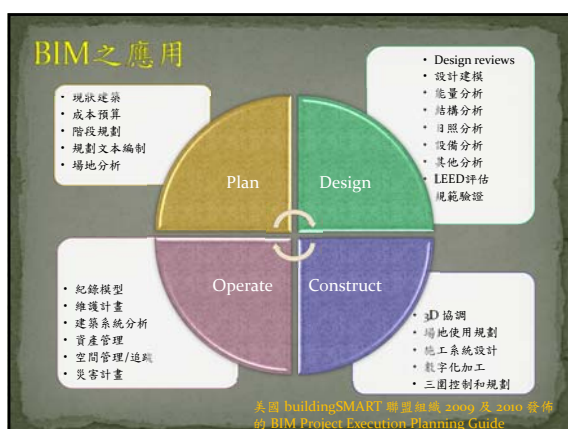 BIM之應用
現狀建築
成本預算
階段規劃
規劃文本編制
場地分析
Plan
Design reviews
設計建模
能量分析
結構分析
日照分析
設備分析
其他分析
LEED評估
規範驗證
Design
Operate
紀錄模型
維護計畫
建築系統分析
資產管理
空間管理/追蹤
災害計畫
Construct
3D 協調
場地使用規劃
施工系統設計
數字化加工
三圍控制和規劃
美國 buildingSMART 聯盟組織 2009 及 2010 發佈
的 BIM Project Execution Planning Guide